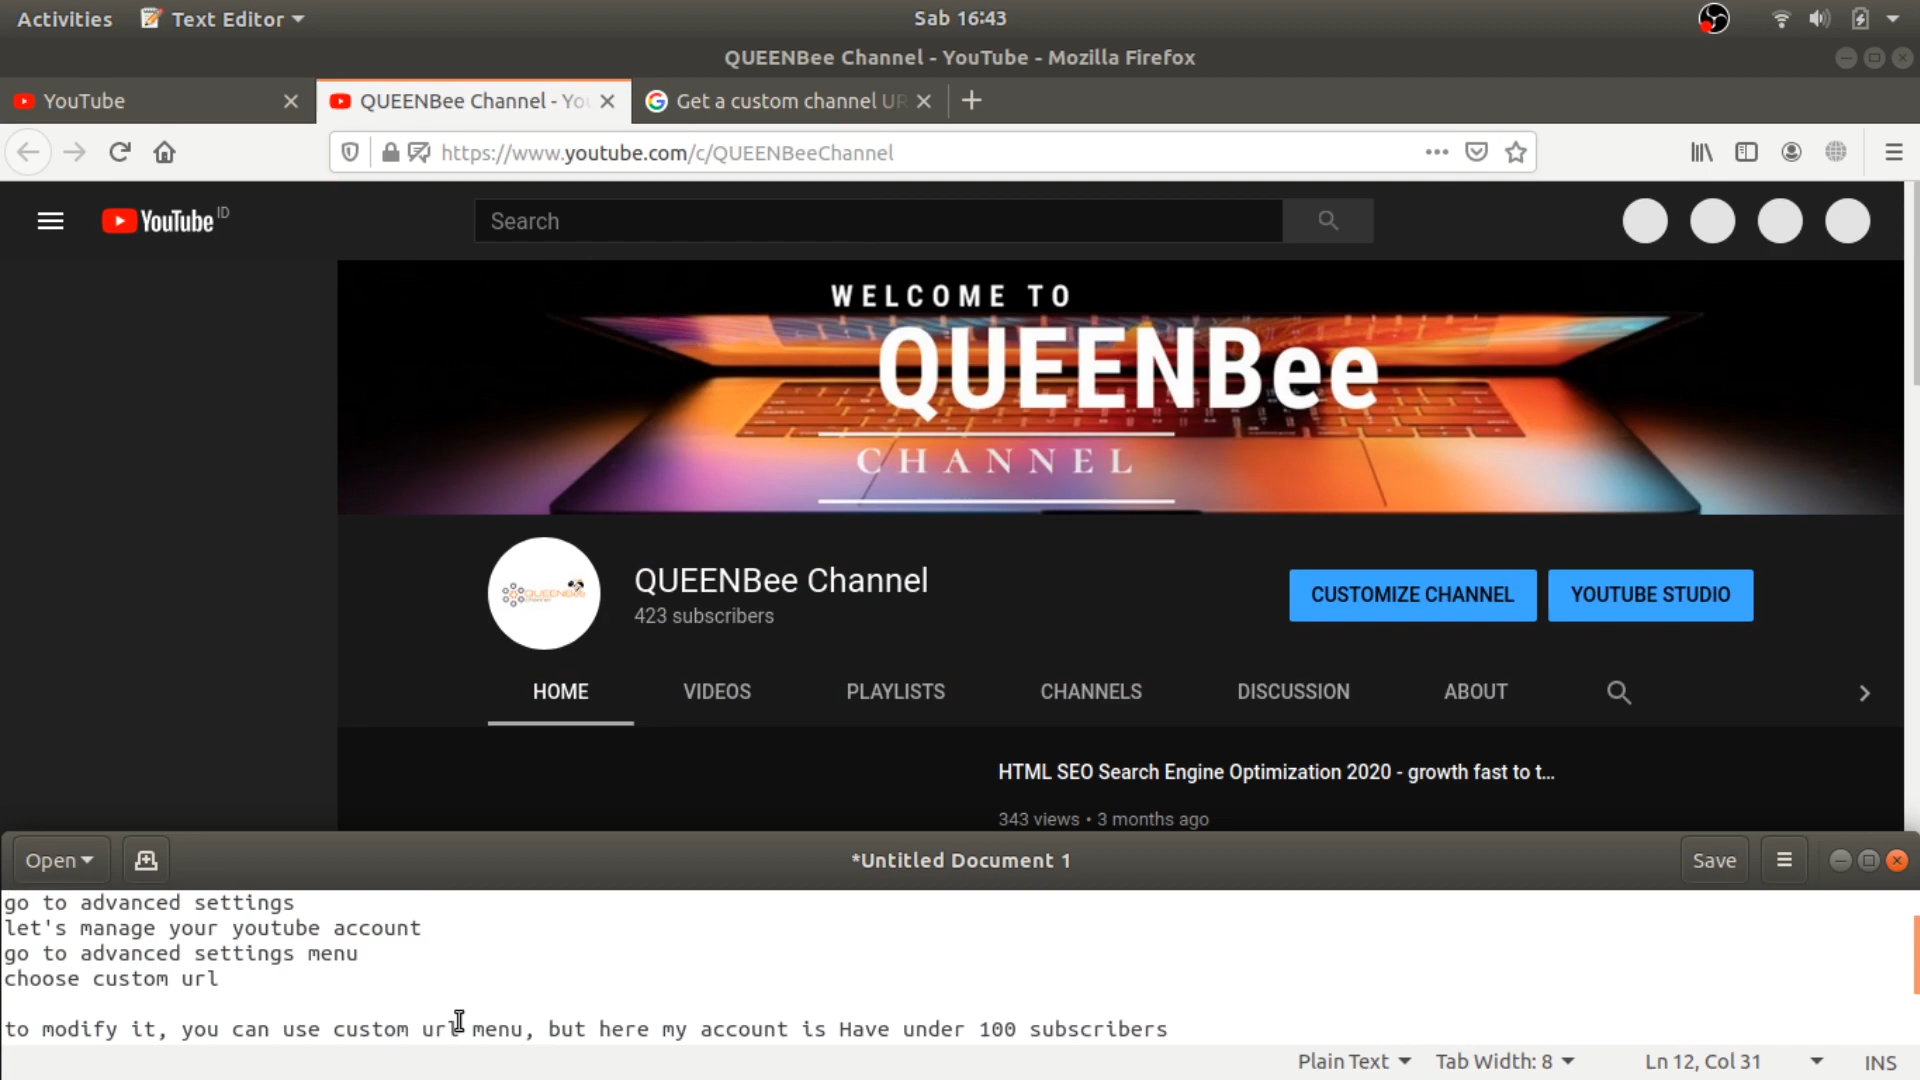 Activities
Text Editor
Sab 16:43
QUEENBee Channel - YouTube - Mozilla Firefox
YouTube
QUEENBee Channel - Yo
Get a custom channel UR
https://www.youtube.com/c/QUEENBeeChannel
YouTube ID
Search
WELCOME TO
QUEENBee
CHANNEL
QUEENBee Channel
423 subscribers
CUSTOMIZE CHANNEL
YOUTUBE STUDIO
HOME
VIDEOS
PLAYLISTS
CHANNELS
DISCUSSION
ABOUT
HTML SEO Search Engine Optimization 2020 - growth fast to t...
343 views • 3 months ago
Open
*Untitled Document 1
Save
go to advanced settings
let's manage your youtube account
go to advanced settings menu
choose custom url
to modify it, you can use custom url menu, but here my account is Have under 100 subscribers
Plain Text
Tab Width: 8
Ln 12, Col 31
INS